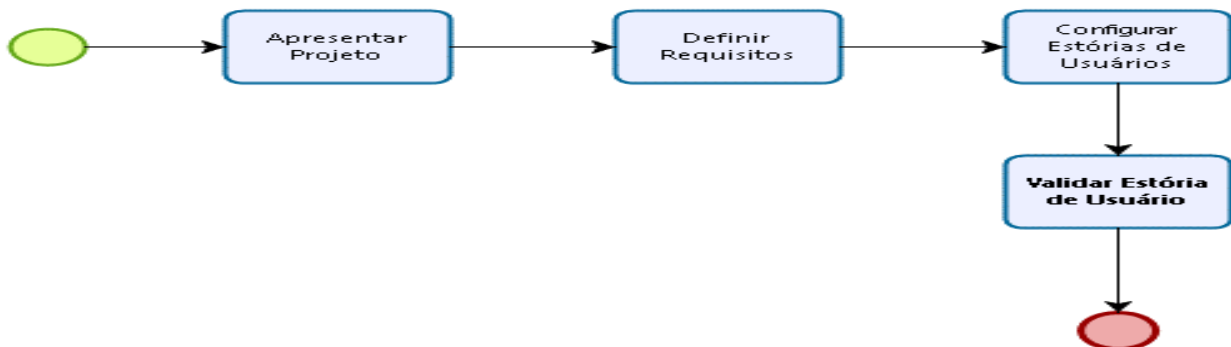 Apresentar
Projeto
Definir
Requisitos
Configurar
Estórias de
Usuários
Validar Estória
de Usuário